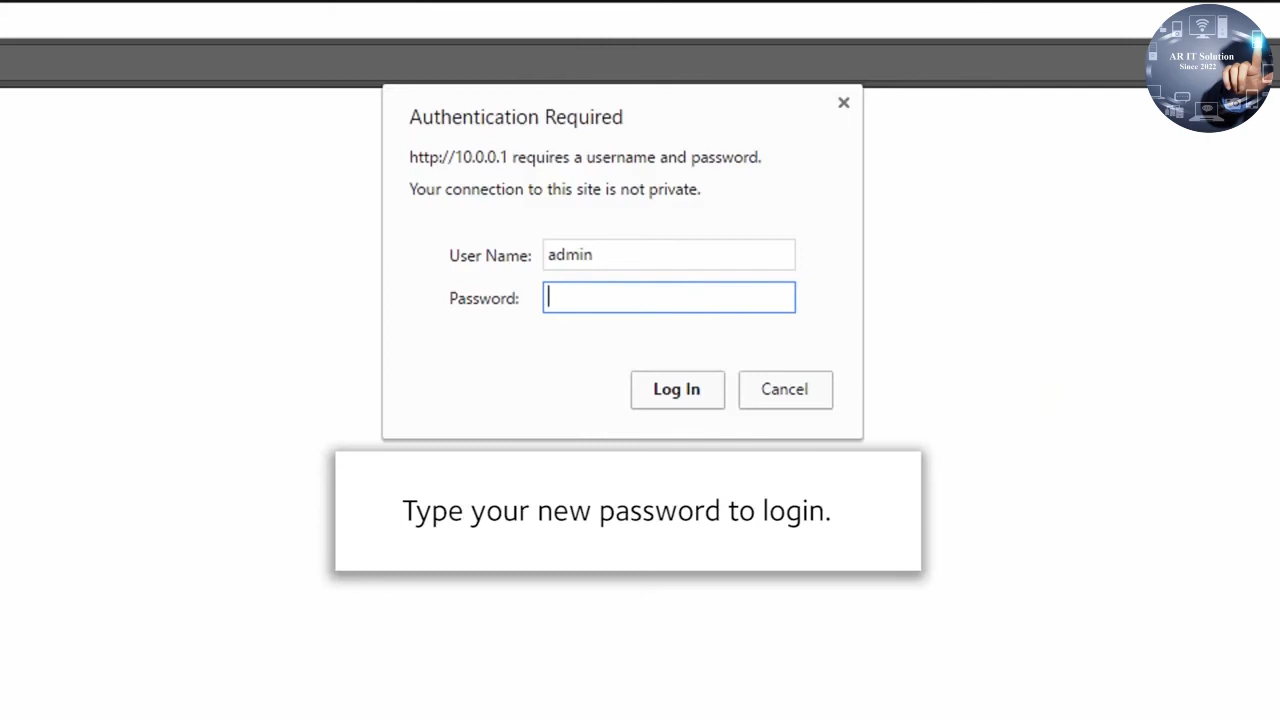 AR IT Solution
Since 2022
Authentication Required
http://10.0.0.1 requires a username and password.
Your connection to this site is not private.
User Name: admin
Password:
Log In Cancel
Type your new password to login.